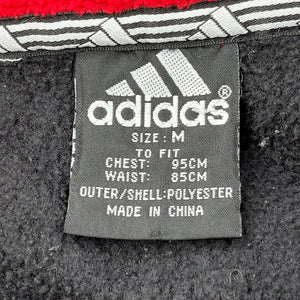 adidas®
SIZE: M
TO FIT
CHEST: 95CM
WAIST: 85CM
OUTER/SHELL:POLYESTER
MADE IN CHINA